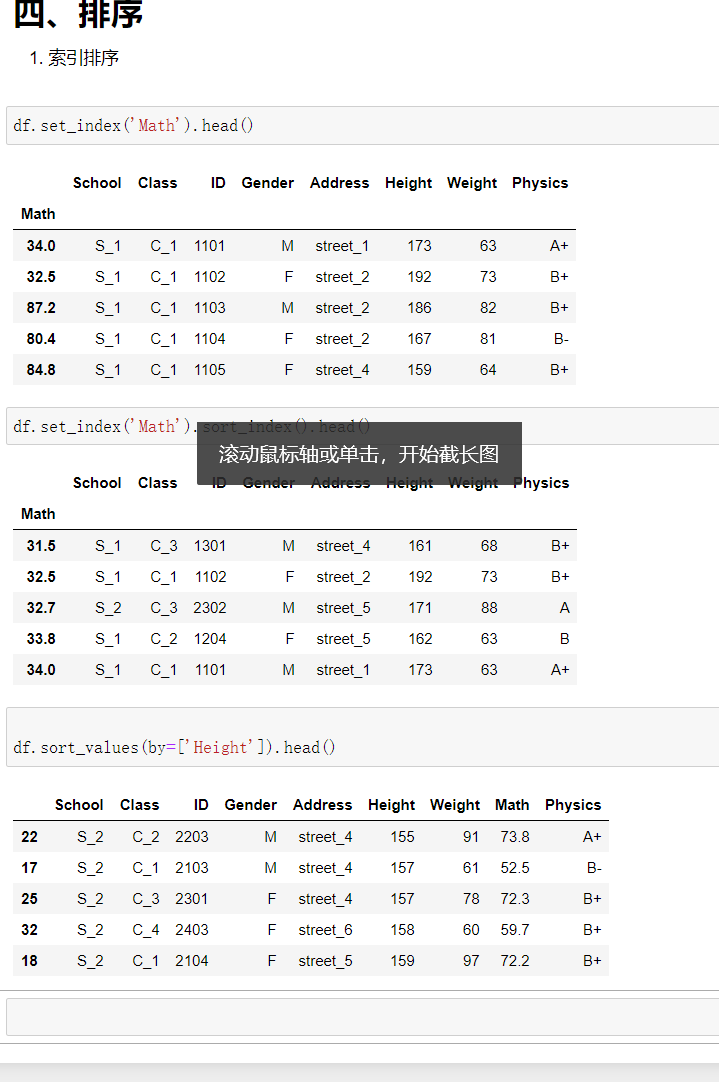 四、排序
1. 索引排序
df.set_index('Math').head()
School Class ID Gender Address Height Weight Physics
Math
34.0 S_1 C_1 1101 M street_1 173 63 A+
32.5 S_1 C_1 1102 F street_2 192 73 B+
87.2 S_1 C_1 1103 M street_2 186 82 B+
80.4 S_1 C_1 1104 F street_2 167 81 B-
84.8 S_1 C_1 1105 F street_4 159 64 B+
df.set_index('Math').sort_index().head()
滚动鼠标轴或单击，开始截长图
School Class ID Gender Address Height Weight Physics
Math
31.5 S_1 C_3 1301 M street_4 161 68 B+
32.5 S_1 C_1 1102 F street_2 192 73 B+
32.7 S_2 C_3 2302 M street_5 171 88 A
33.8 S_1 C_2 1204 F street_5 162 63 B
34.0 S_1 C_1 1101 M street_1 173 63 A+
df.sort_values(by=['Height']).head()
School Class ID Gender Address Height Weight Math Physics
22 S_2 C_2 2203 M street_4 155 91 73.8 A+
17 S_2 C_1 2103 M street_4 157 61 52.5 B-
25 S_2 C_3 2301 F street_4 157 78 72.3 B+
32 S_2 C_4 2403 F street_6 158 60 59.7 B+
18 S_2 C_1 2104 F street_5 159 97 72.2 B+